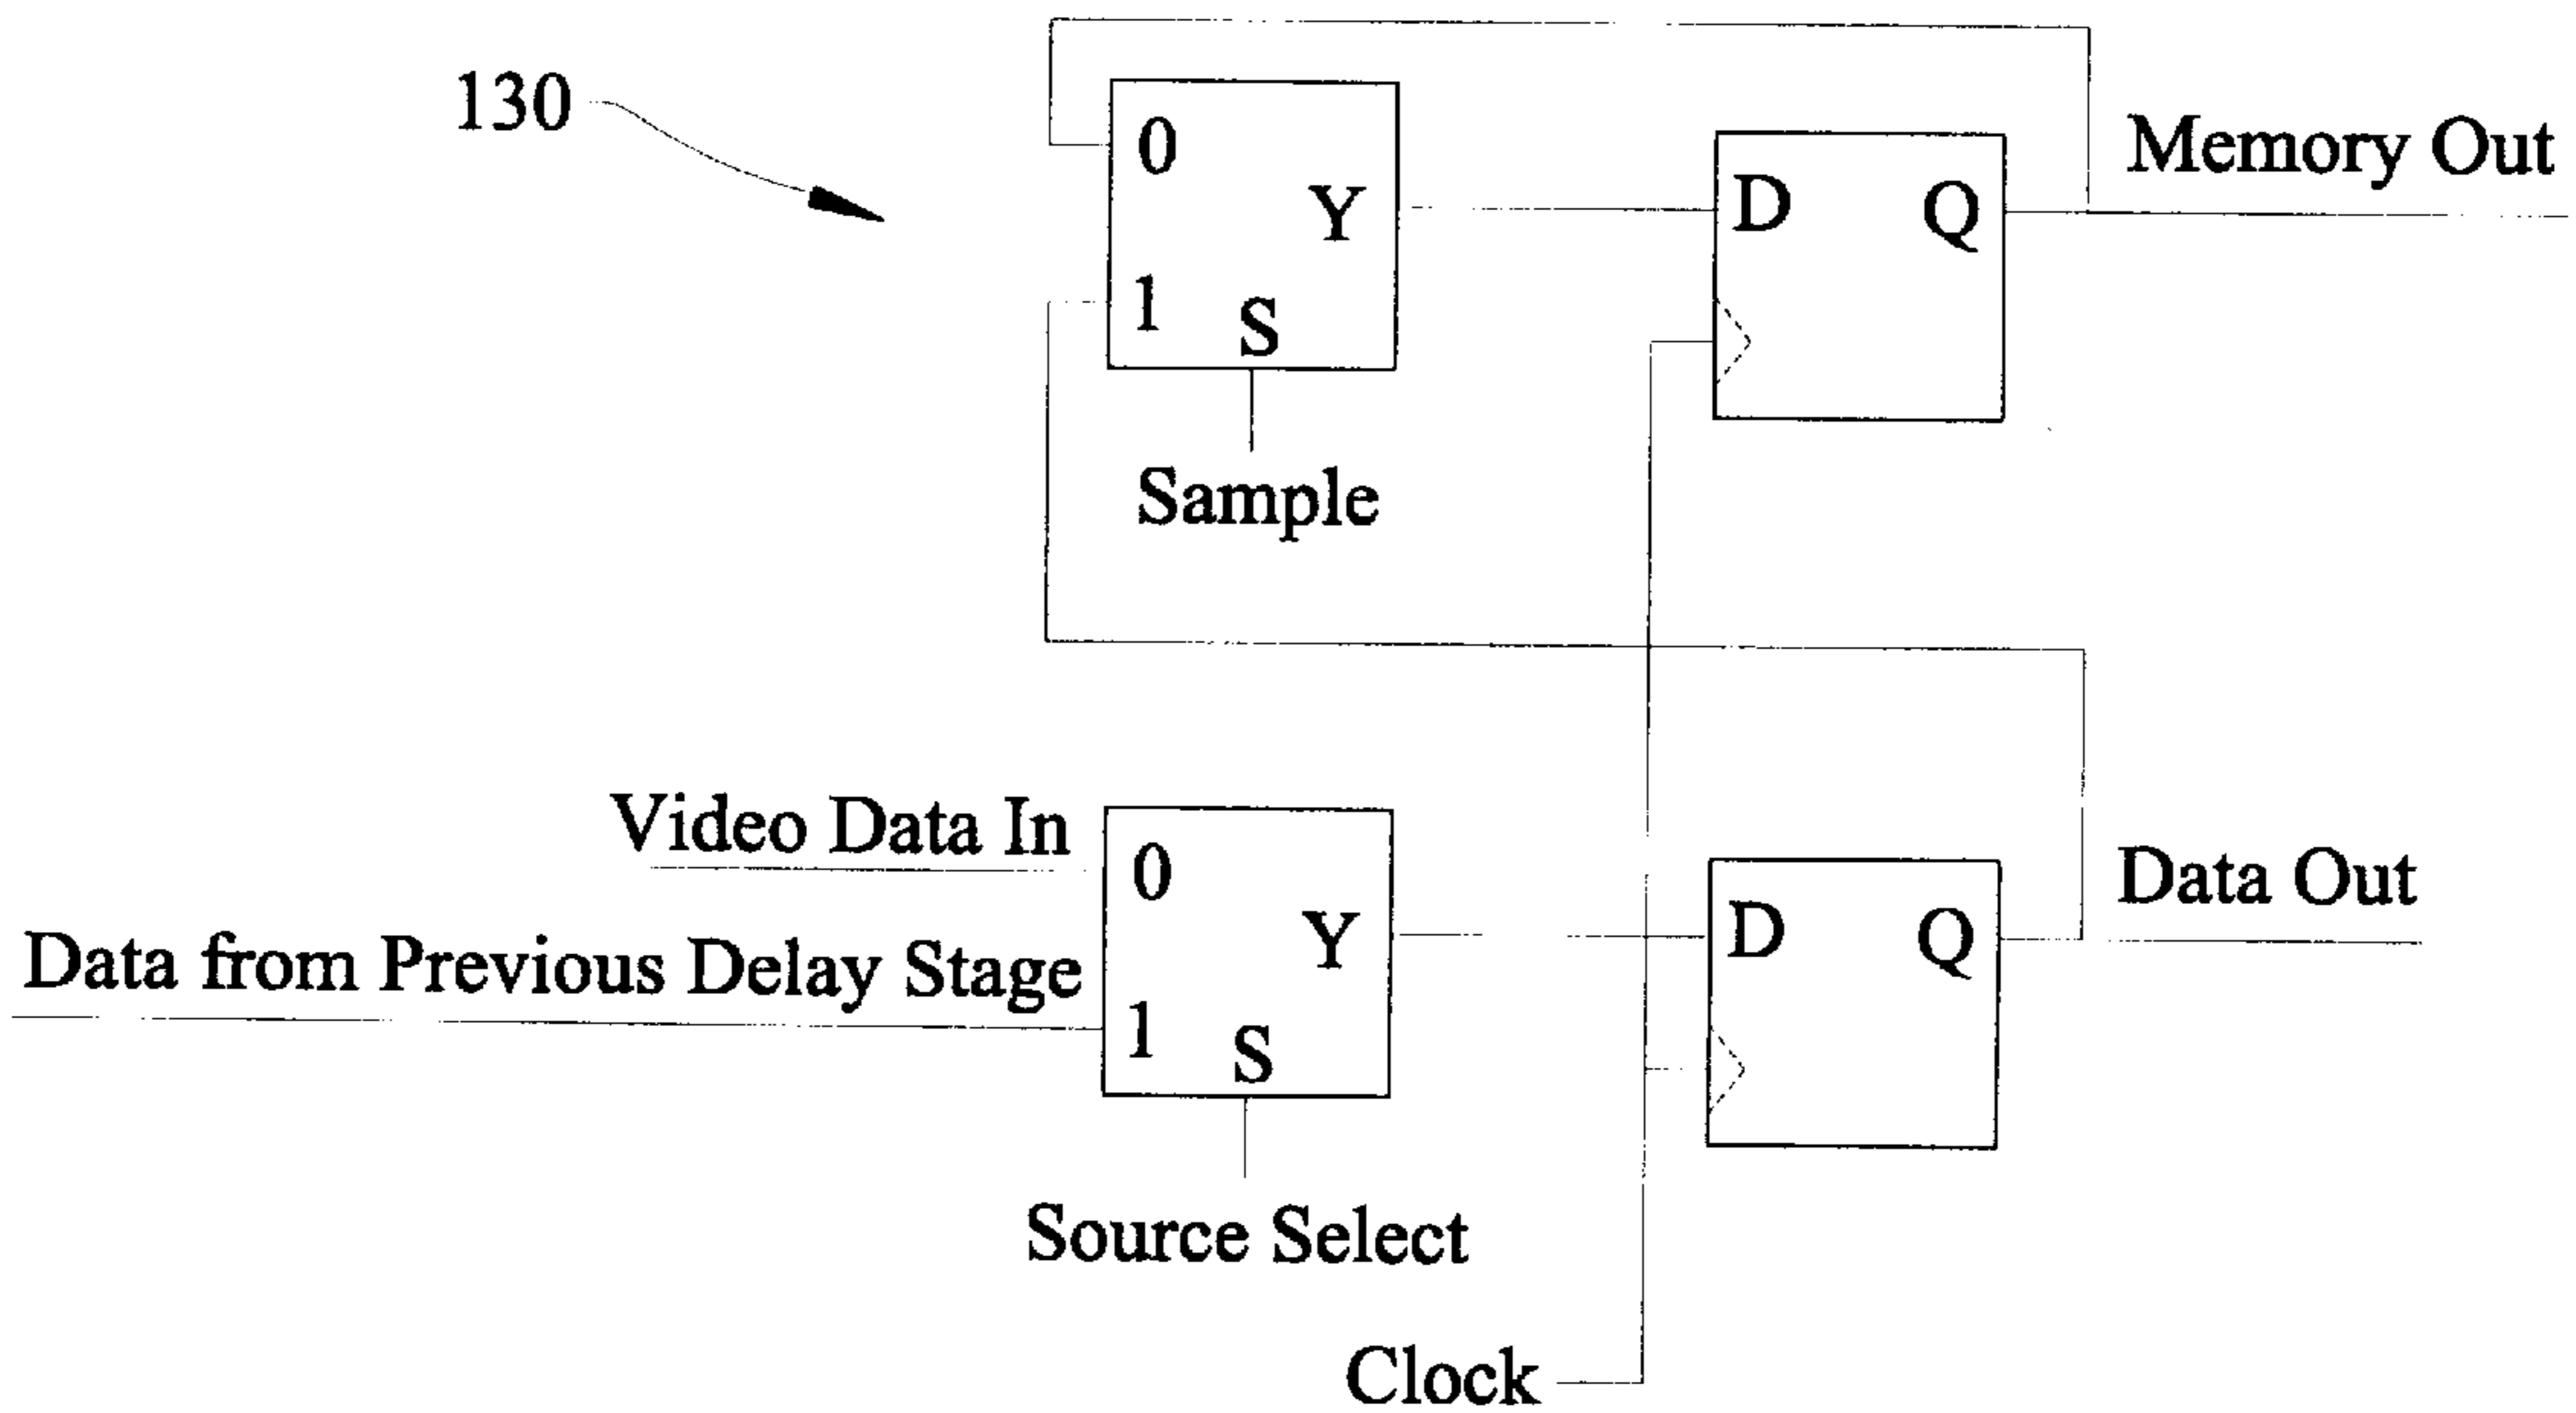 130
0
Y
1
S
Sample
D
Q
Memory Out
Video Data In
Data from Previous Delay Stage
0
Y
1
S
Source Select
D
Q
Data Out
Clock